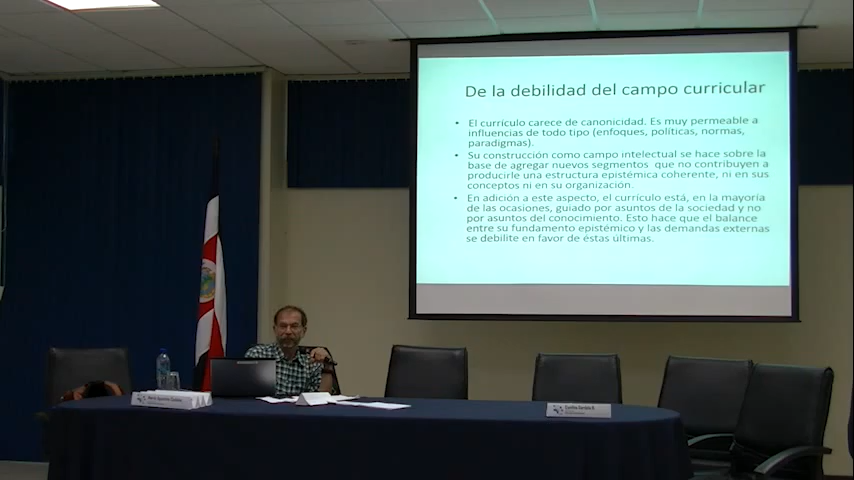 De la debilidad del campo curricular
• El currículo carece de canonicidad. Es muy permeable a
influencias de todo tipo (enfoques, políticas, normas,
paradigmas).
• Su construcción como campo intelectual se hace sobre la
base de agregar nuevos segmentos que no contribuyen a
producirle una estructura epistémica coherente, ni en sus
conceptos ni en su organización.
• En adición a este aspecto, el currículo está, en la mayoría
de las ocasiones, guiado por asuntos de la sociedad y no
por asuntos del conocimiento. Esto hace que el balance
entre su fundamento epistémico y las demandas externas
se debilite en favor de éstas últimas.